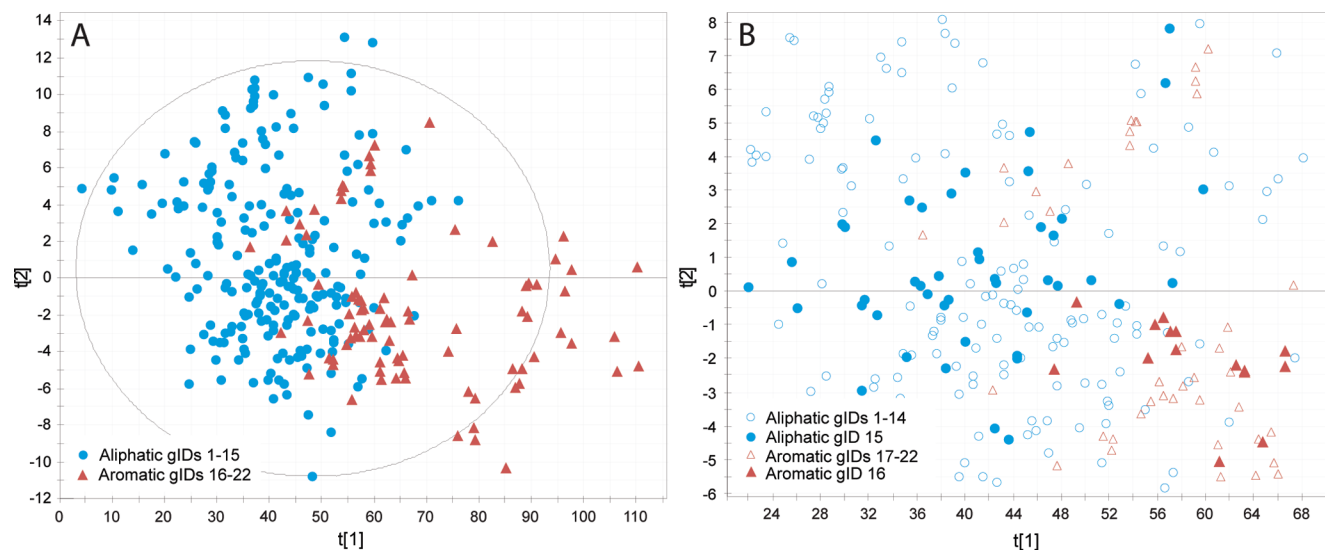 A
t[2]
14
12
10
8
6
4
2
0
-2
-4
-6
-8
-10
-12
Aliphatic gIDs 1-15
Aromatic gIDs 16-22
0 10 20 30 40 50 60 70 80 90 100 110
t[1]
B
t[2]
8
7
6
5
4
3
2
1
0
-1
-2
-3
-4
-5
-6
Aliphatic gIDs 1-14
Aliphatic gID 15
Aromatic gIDs 17-22
Aromatic gID 16
24 28 32 36 40 44 48 52 56 60 64 68
t[1]